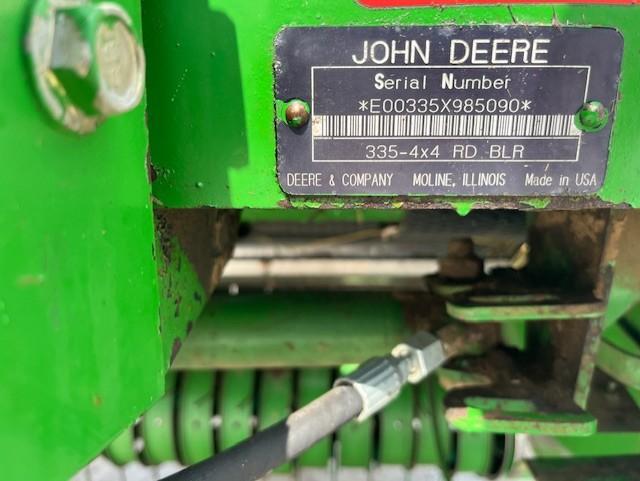 JOHN DEERE
Serial Number
*E00335X985090*
335-4x4 RD BLR
DEERE & COMPANY MOLINE, ILLINOIS Made in USA